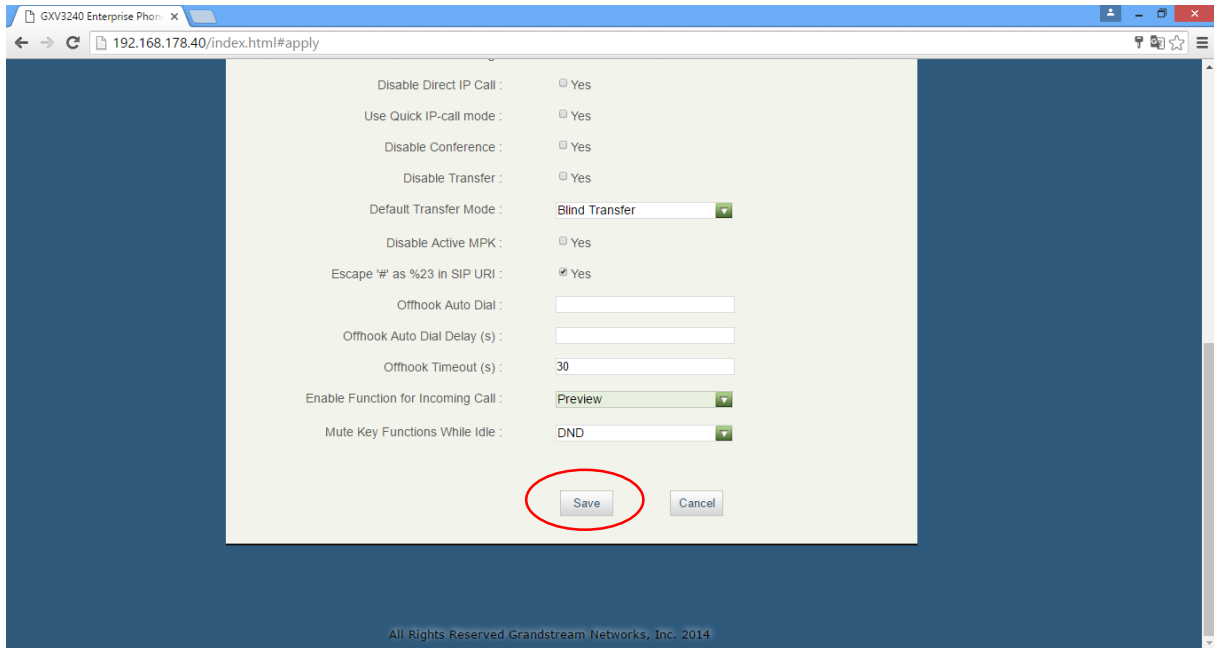 GXV3240 Enterprise Phon
192.168.178.40/index.html#apply
Disable Direct IP Call : Yes
Use Quick IP-call mode : Yes
Disable Conference : Yes
Disable Transfer : Yes
Default Transfer Mode : Blind Transfer
Disable Active MPK : Yes
Escape '#' as %23 in SIP URI : Yes
Offhook Auto Dial :
Offhook Auto Dial Delay (s) :
Offhook Timeout (s) : 30
Enable Function for Incoming Call : Preview
Mute Key Functions While Idle : DND
Save Cancel
All Rights Reserved Grandstream Networks, Inc. 2014